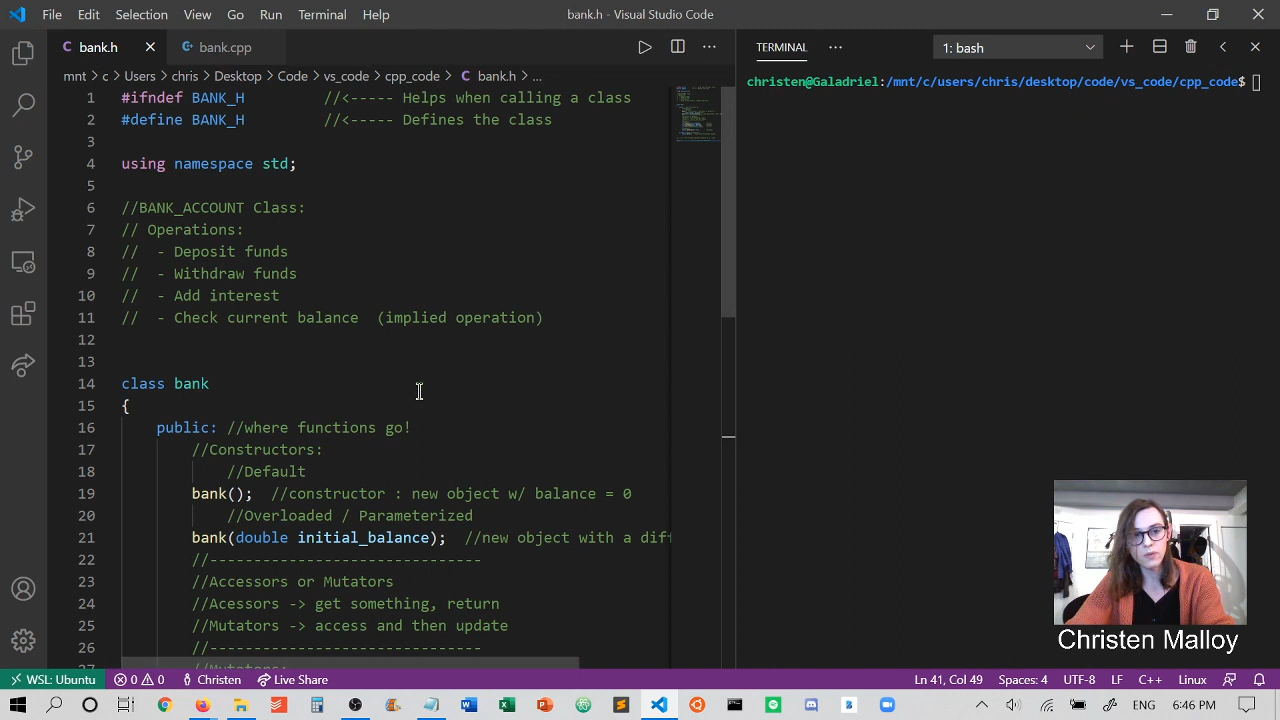 File Edit Selection View Go Run Terminal Help bank.h - Visual Studio Code
bank.h bank.cpp TERMINAL 1: bash
mnt > c > Users > chris > Desktop > Code > vs_code > cpp_code > bank.h > ...
christen@Galadriel:/mnt/c/users/chris/desktop/code/vs_code/cpp_code$
1 #ifndef BANK_H //<----- Helps when calling a class
2 #define BANK_H //<----- Defines the class
3
4 using namespace std;
5
6 //BANK_ACCOUNT Class:
7 // Operations:
8 // - Deposit funds
9 // - Withdraw funds
10 // - Add interest
11 // - Check current balance (implied operation)
12
13
14 class bank
15 {
16 public: //where functions go!
17 //Constructors:
18 //Default
19 bank(); //constructor : new object w/ balance = 0
20 //Overloaded / Parameterized
21 bank(double initial_balance); //new object with a diff
22 //-------------------------------
23 //Accessors or Mutators
24 //Acessors -> get something, return
25 //Mutators -> access and then update
26 //-------------------------------
27 //Mutators:
Christen Malloy
WSL: Ubuntu 0 0 Christen Live Share Ln 41, Col 49 Spaces: 4 UTF-8 LF C++ Linux
ENG 6:46 PM